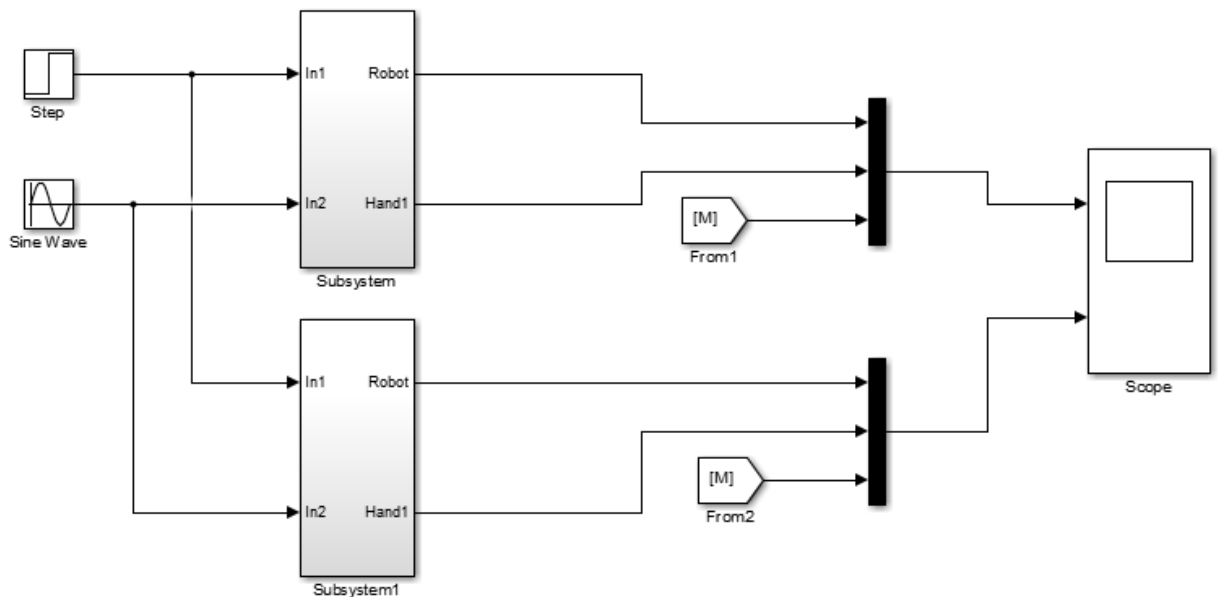 Step
Sine Wave
In1
Robot
In2
Hand1
Subsystem
In1
Robot
In2
Hand1
Subsystem1
[M]
From1
[M]
From2
Scope